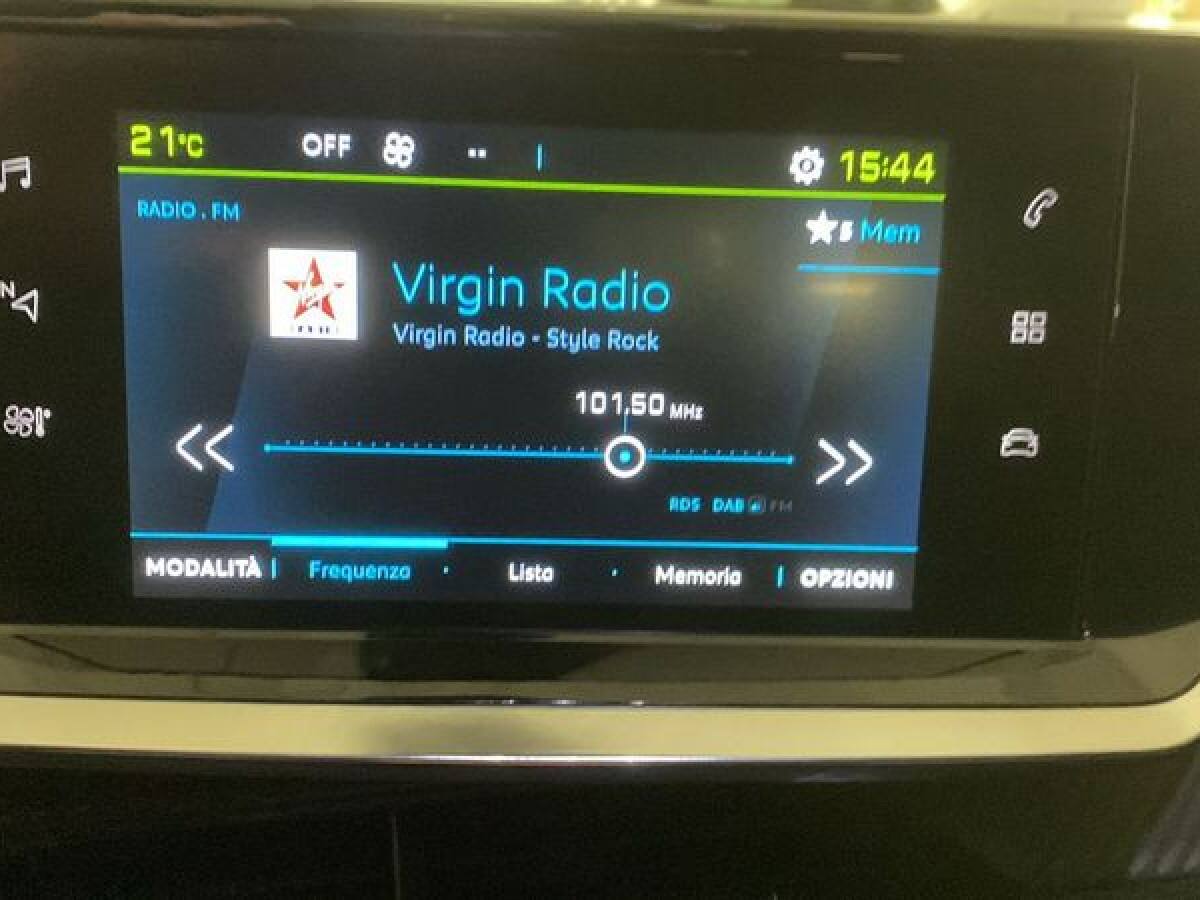 21°C OFF -- 15:44
RADIO . FM
5 Mem
Virgin Radio
Virgin Radio - Style Rock
101.50 MHz
RDS DAB FM
MODALITÀ Frequenza Lista Memoria OPZIONI
N